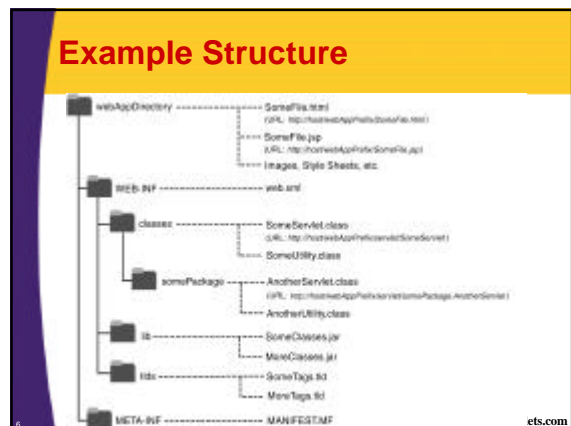 Example Structure
webAppDirectory SomeFile.html
(URL: http://host/webAppPrefix/SomeFile.html)
SomeFile.jsp
(URL: http://host/webAppPrefix/SomeFile.jsp)
Images, Style Sheets, etc.
WEB-INF web.xml
classes SomeServlet.class
(URL: http://host/webAppPrefix/servlet/SomeServlet)
SomeUtility.class
somePackage AnotherServlet.class
(URL: http://host/webAppPrefix/servlet/somePackage.AnotherServlet)
AnotherUtility.class
lib SomeClasses.jar
MoreClasses.jar
tlds SomeTags.tld
MoreTags.tld
META-INF MANIFEST.MF
6 ets.com